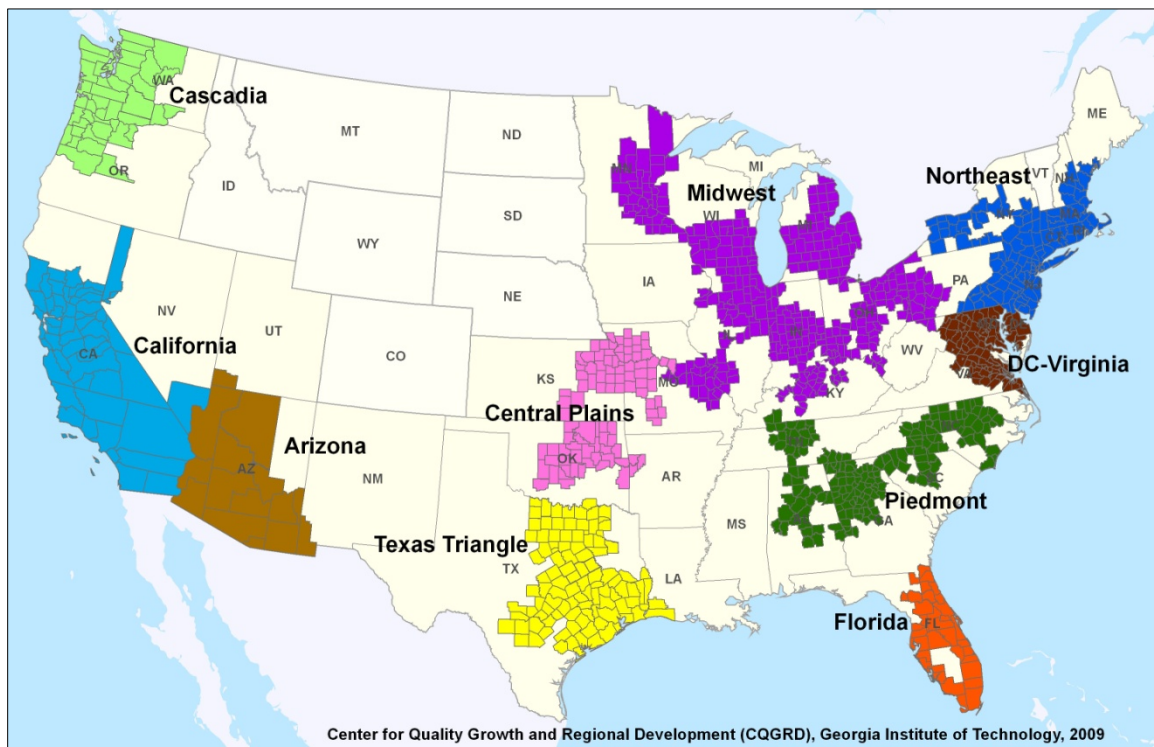 WA
Cascadia
ME
MT
ND
OR
MI
VT
Northeast
ID
Midwest
SD
WI
WY
IA
PA
NE
NV
UT
California
CA
CO
WV
DC-Virginia
KS
MO
KY
Central Plains
Arizona
OK
AZ
NM
AR
Piedmont
MS
GA
Texas Triangle
TX
LA
Florida
FL
Center for Quality Growth and Regional Development (CQGRD), Georgia Institute of Technology, 2009